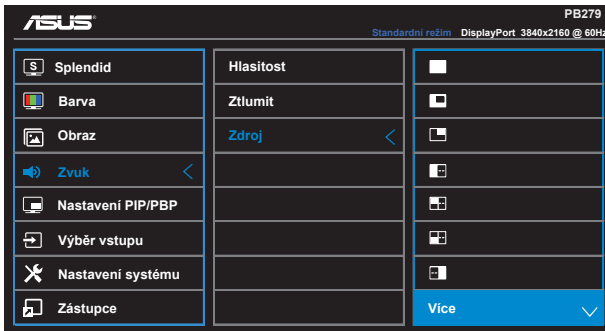 ASUS
PB279
Standardní režim DisplayPort 3840x2160 @ 60Hz
S Splendid
Barva
Obraz
Zvuk
Nastavení PIP/PBP
Výběr vstupu
Nastavení systému
Zástupce
Hlasitost
Ztlumit
Zdroj
Více